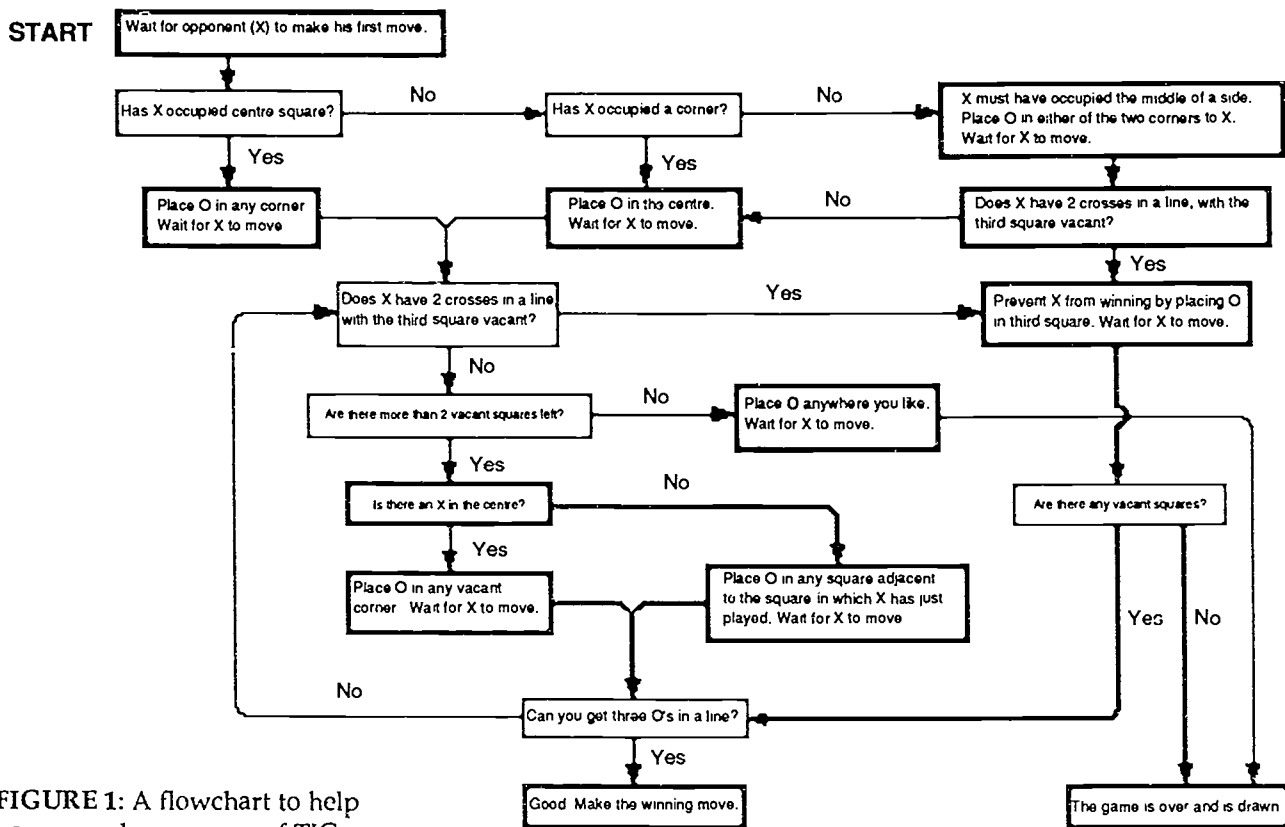 START
Wait for opponent (X) to make his first move.
Has X occupied centre square?
No
Has X occupied a corner?
No
X must have occupied the middle of a side.
Place O in either of the two corners to X.
Wait for X to move.
Yes
Yes
Place O in any corner
Wait for X to move
Place O in the centre.
Wait for X to move.
No
Does X have 2 crosses in a line, with the
third square vacant?
Yes
Does X have 2 crosses in a line
with the third square vacant?
Yes
Prevent X from winning by placing O
in third square. Wait for X to move.
No
Are there more than 2 vacant squares left?
No
Place O anywhere you like.
Wait for X to move.
Yes
Is there an X in the centre?
No
Are there any vacant squares?
Yes
Place O in any vacant
corner Wait for X to move.
Place O in any square adjacent
to the square in which X has just
played. Wait for X to move
Yes
No
No
Can you get three O's in a line?
Yes
Good Make the winning move.
The game is over and is drawn
FIGURE 1: A flowchart to help
of TIC